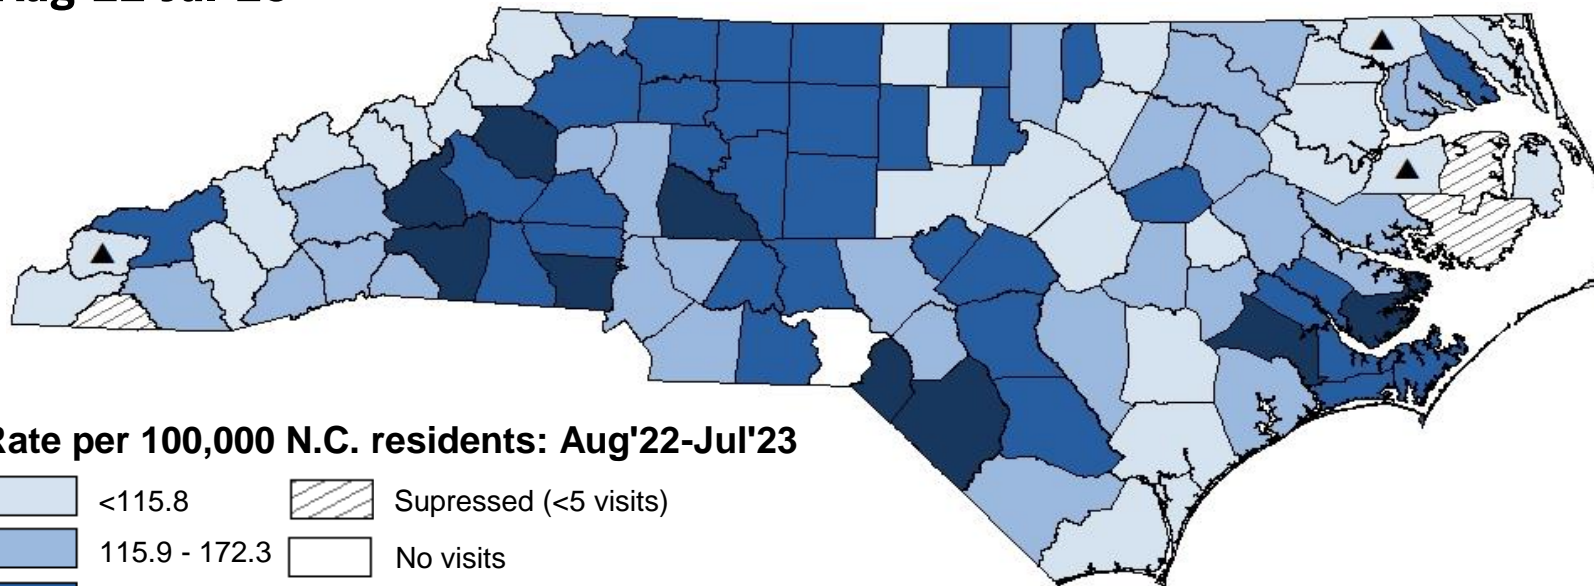 Rate per 100,000 N.C. residents: Aug'22-Jul'23
<115.8
Supressed (<5 visits)
115.9 - 172.3
No visits